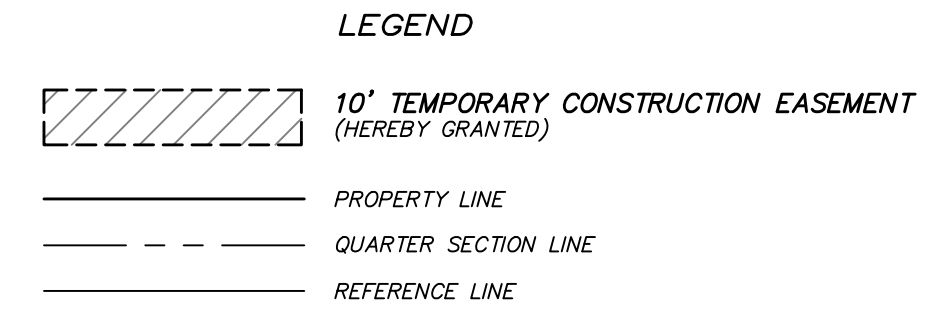 LEGEND
10' TEMPORARY CONSTRUCTION EASEMENT
(HEREBY GRANTED)
PROPERTY LINE
QUARTER SECTION LINE
REFERENCE LINE